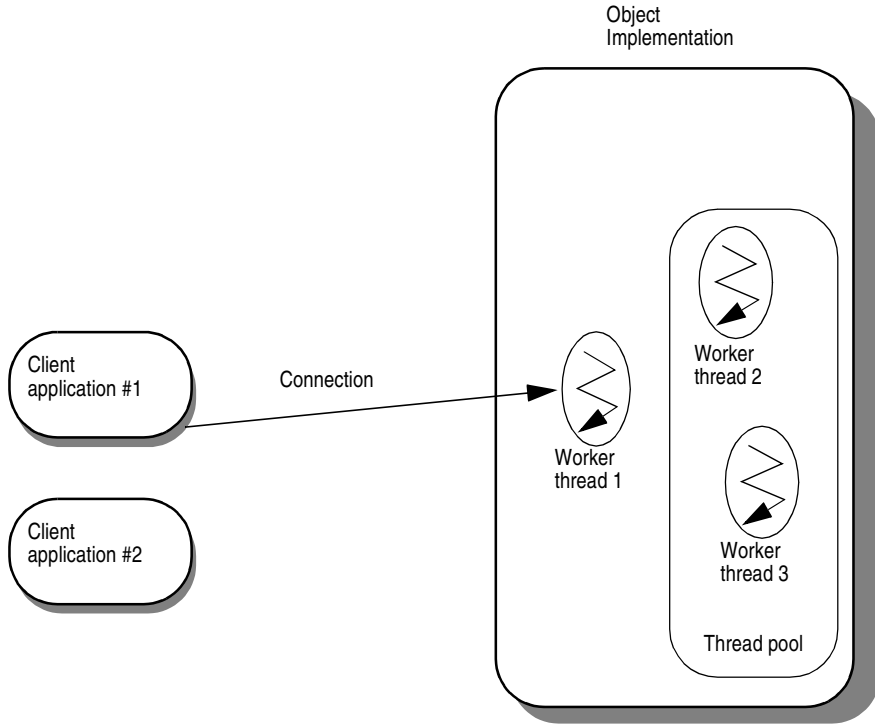 Object
Implementation
Worker
thread 2
Client
application #1
Connection
Worker
thread 1
Client
application #2
Worker
thread 3
Thread pool